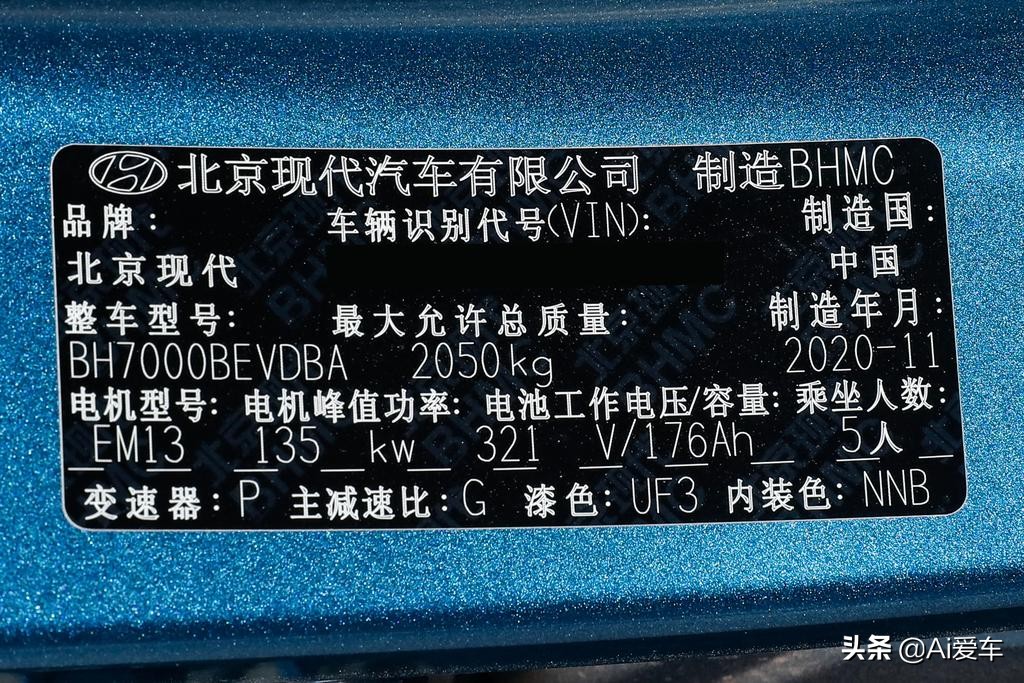 北京现代汽车有限公司 制造BHMC
品牌: 车辆识别代号(VIN): 制造国:
北京现代 中国
整车型号: 最大允许总质量: 制造年月:
BH7000BEVDBA 2050kg 2020-11
电机型号: 电机峰值功率: 电池工作电压/容量: 乘坐人数:
EM13 135 kw 321 V/176Ah 5人
变速器:P 主减速比:G 漆色:UF3 内装色:NNB
头条 @Ai爱车